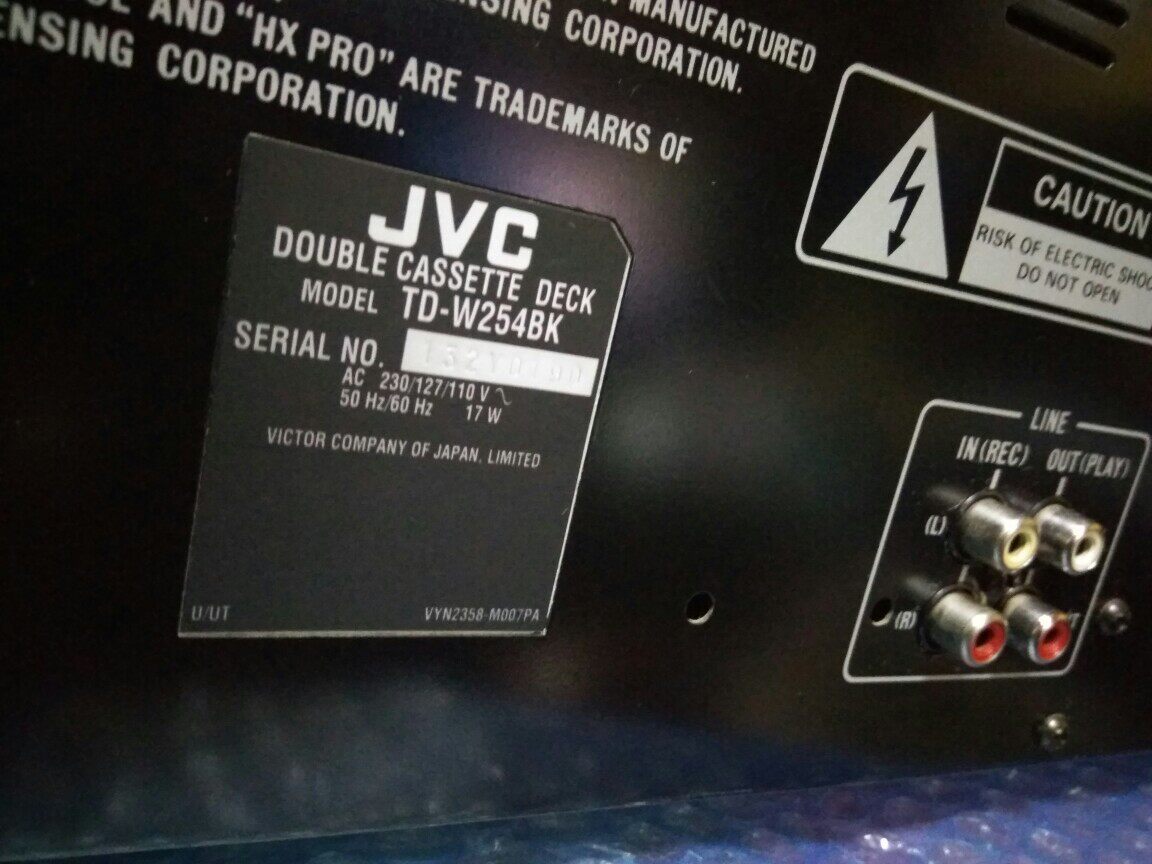 MANUFACTURED
NSING CORPORATION.
AND "HX PRO" ARE TRADEMARKS OF
ENSING CORPORATION.
JVC
DOUBLE CASSETTE DECK
MODEL TD-W254BK
SERIAL NO.
AC 230/127/110 V ~
50 Hz/60 Hz 17 W
VICTOR COMPANY OF JAPAN, LIMITED
U/UT
VYN2358-M007PA
CAUTION
RISK OF ELECTRIC SHOC
DO NOT OPEN
LINE
IN (REC) OUT (PLAY)
(L)
(R)